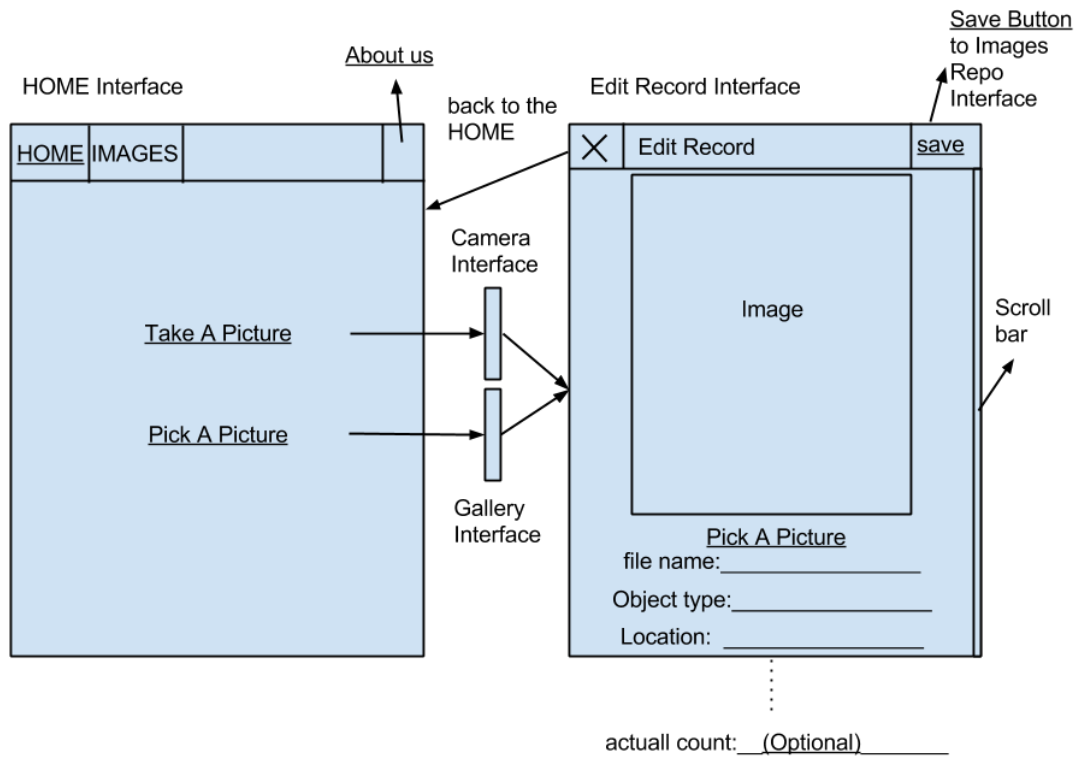 HOME Interface
About us
HOME
IMAGES
Take A Picture
Pick A Picture
back to the
HOME
Camera
Interface
Gallery
Interface
Edit Record Interface
Save Button
to Images
Repo
Interface
Edit Record
save
Image
Scroll
bar
Pick A Picture
file name:
Object type:
Location:
actuall count:__(Optional)